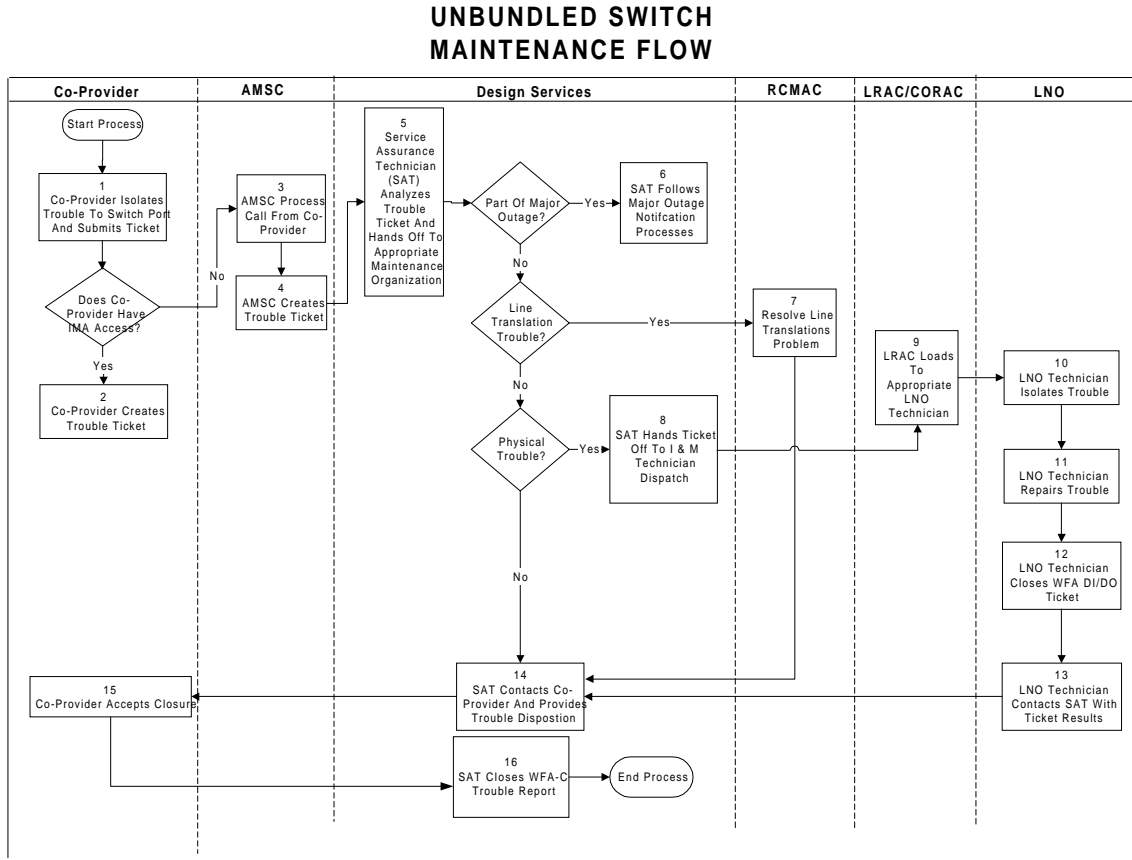 UNBUNDLED SWITCH
MAINTENANCE FLOW
Co-Provider
AMSC
Design Services
RCMAC
LRAC/CORAC
LNO
Start Process
1
Co-Provider Isolates
Trouble To Switch Port
And Submits Ticket
Does Co-
Provider Have
IMA Access?
No
Yes
2
Co-Provider Creates
Trouble Ticket
3
AMSC Process
Call From Co-
Provider
4
AMSC Creates
Trouble Ticket
5
Service
Assurance
Technician
(SAT)
Analyzes
Trouble
Ticket And
Hands Off To
Appropriate
Maintenance
Organization
Part Of Major
Outage?
Yes
6
SAT Follows
Major Outage
Notifcation
Processes
No
Line
Translation
Trouble?
Yes
7
Resolve Line
Translations
Problem
No
Physical
Trouble?
Yes
8
SAT Hands Ticket
Off To I & M
Technician
Dispatch
No
9
LRAC Loads
To
Appropriate
LNO
Technician
10
LNO Technician
Isolates Trouble
11
LNO Technician
Repairs Trouble
12
LNO Technician
Closes WFA DI/DO
Ticket
13
LNO Technician
Contacts SAT With
Ticket Results
14
SAT Contacts Co-
Provider And Provides
Trouble Dispostion
15
Co-Provider Accepts Closure
16
SAT Closes WFA-C
Trouble Report
End Process